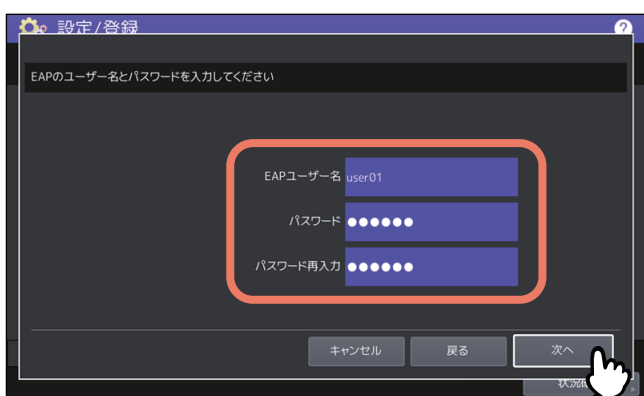 設定/登録
?
EAPのユーザー名とパスワードを入力してください
EAPユーザー名 user01
パスワード ●●●●●●
パスワード再入力 ●●●●●●
キャンセル 戻る 次へ
状況